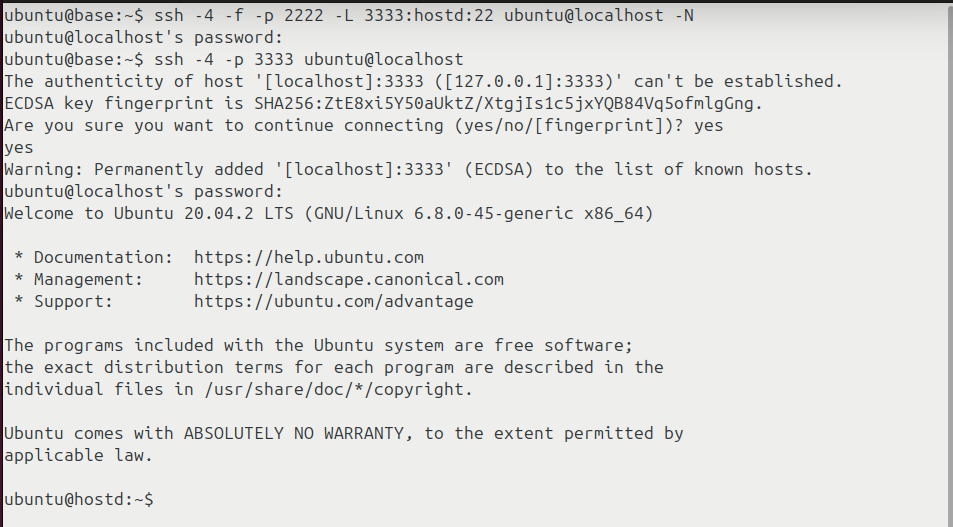 ubuntu@base:~$ ssh -4 -f -p 2222 -L 3333:hostd:22 ubuntu@localhost -N
ubuntu@localhost's password:
ubuntu@base:~$ ssh -4 -p 3333 ubuntu@localhost
The authenticity of host '[localhost]:3333 ([127.0.0.1]:3333)' can't be established.
ECDSA key fingerprint is SHA256:ZtE8xi5Y50aUktZ/XtgjIs1c5jxYQB84Vq5ofmlgGng.
Are you sure you want to continue connecting (yes/no/[fingerprint])? yes
yes
Warning: Permanently added '[localhost]:3333' (ECDSA) to the list of known hosts.
ubuntu@localhost's password:
Welcome to Ubuntu 20.04.2 LTS (GNU/Linux 6.8.0-45-generic x86_64)

 * Documentation:  https://help.ubuntu.com
 * Management:     https://landscape.canonical.com
 * Support:        https://ubuntu.com/advantage

The programs included with the Ubuntu system are free software;
the exact distribution terms for each program are described in the
individual files in /usr/share/doc/*/copyright.

Ubuntu comes with ABSOLUTELY NO WARRANTY, to the extent permitted by
applicable law.

ubuntu@hostd:~$